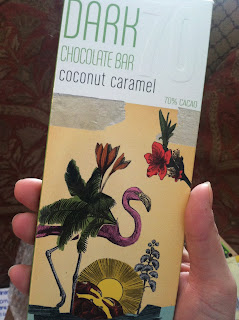 DARK 70
CHOCOLATE BAR
coconut caramel
70% CACAO